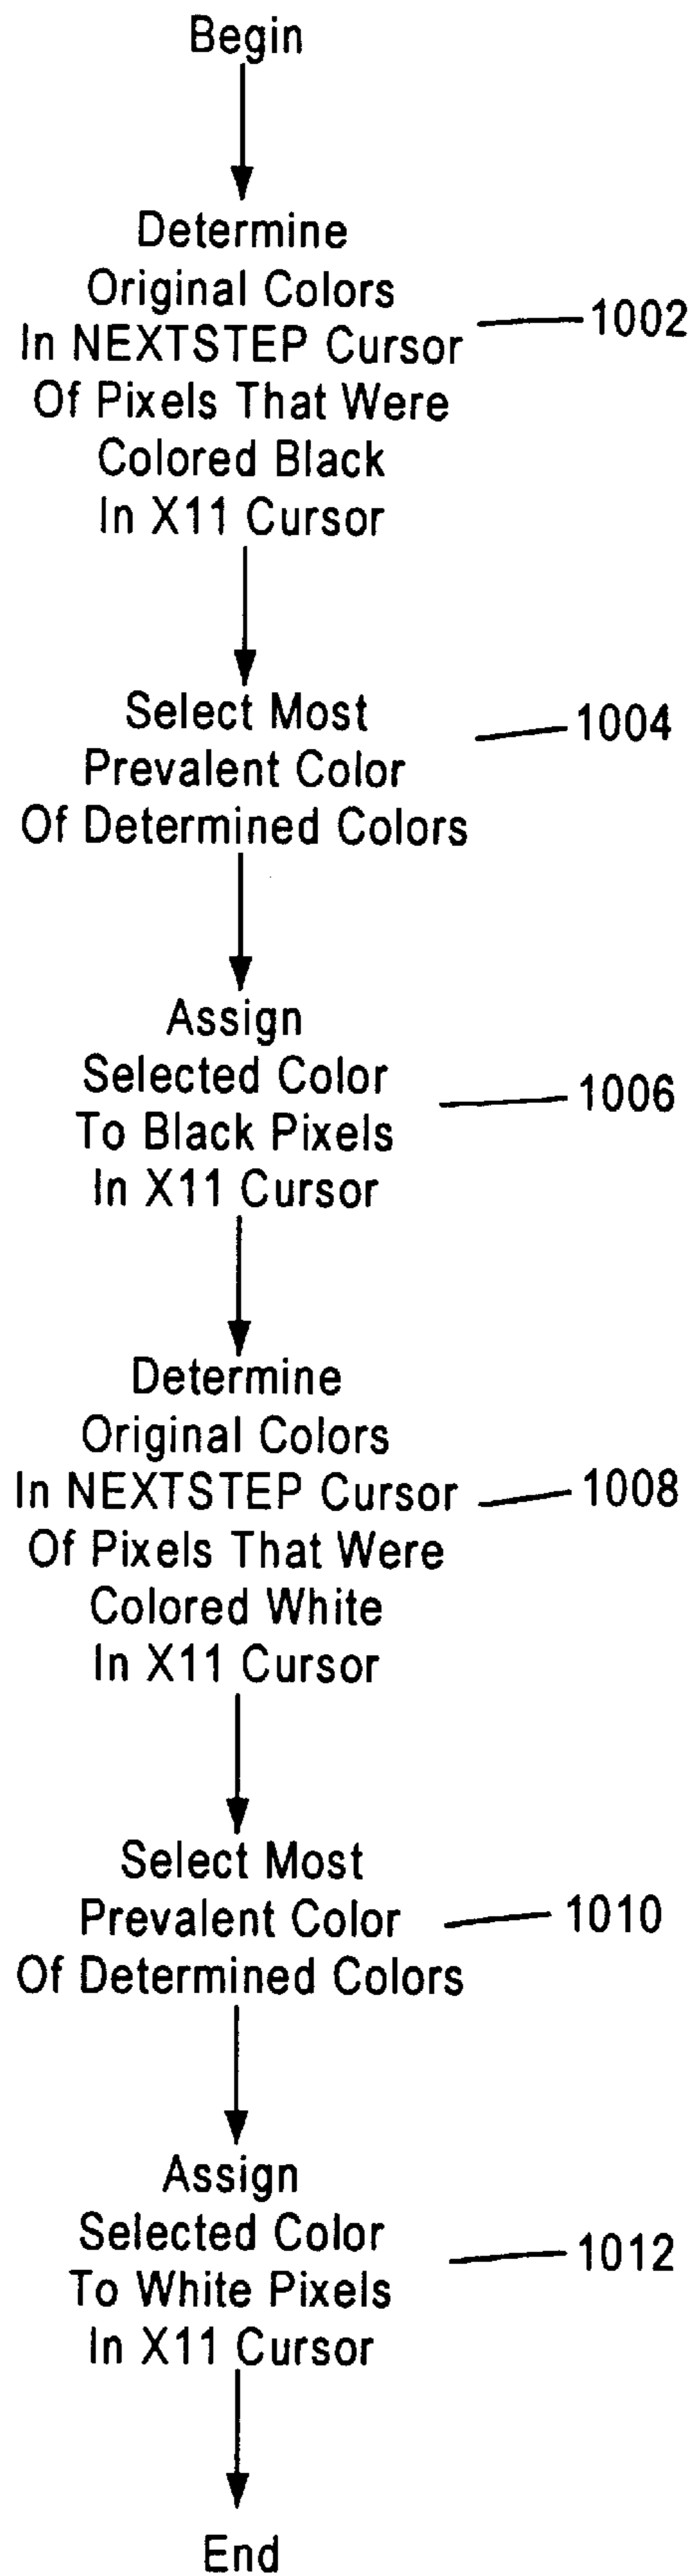 Begin
Determine
Original Colors
In NEXTSTEP Cursor
Of Pixels That Were
Colored Black
In X11 Cursor
1002
Select Most
Prevalent Color
Of Determined Colors
1004
Assign
Selected Color
To Black Pixels
In X11 Cursor
1006
Determine
Original Colors
In NEXTSTEP Cursor
Of Pixels That Were
Colored White
In X11 Cursor
1008
Select Most
Prevalent Color
Of Determined Colors
1010
Assign
Selected Color
To White Pixels
In X11 Cursor
1012
End